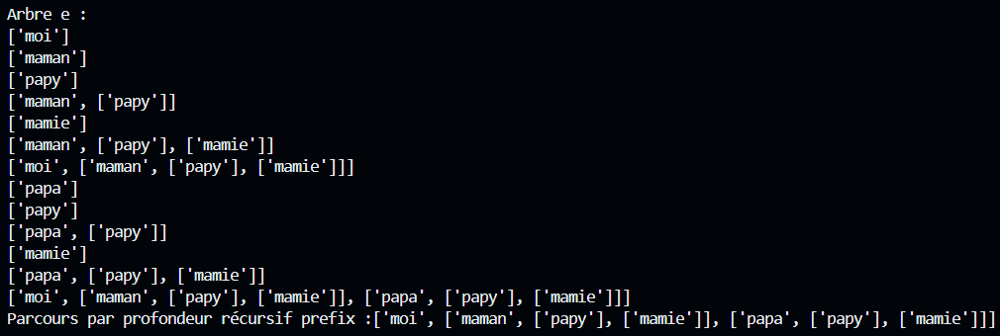 Arbre e :
['moi']
['maman']
['papy']
['maman', ['papy']]
['mamie']
['maman', ['papy'], ['mamie']]
['moi', ['maman', ['papy'], ['mamie']]]
['papa']
['papy']
['papa', ['papy']]
['mamie']
['papa', ['papy'], ['mamie']]
['moi', ['maman', ['papy'], ['mamie']], ['papa', ['papy'], ['mamie']]]
Parcours par profondeur récursif prefix :['moi', ['maman', ['papy'], ['mamie']], ['papa', ['papy'], ['mamie']]]